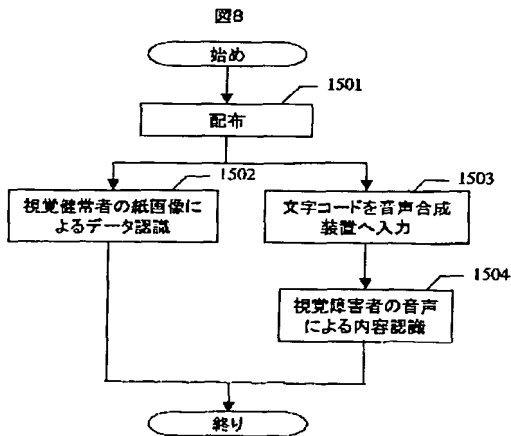 図8
始め
1501
配布
1502
視覚健常者の紙画像に
よるデータ認識
1503
文字コードを音声合成
装置へ入力
1504
視覚障害者の音声
による内容認識
終り